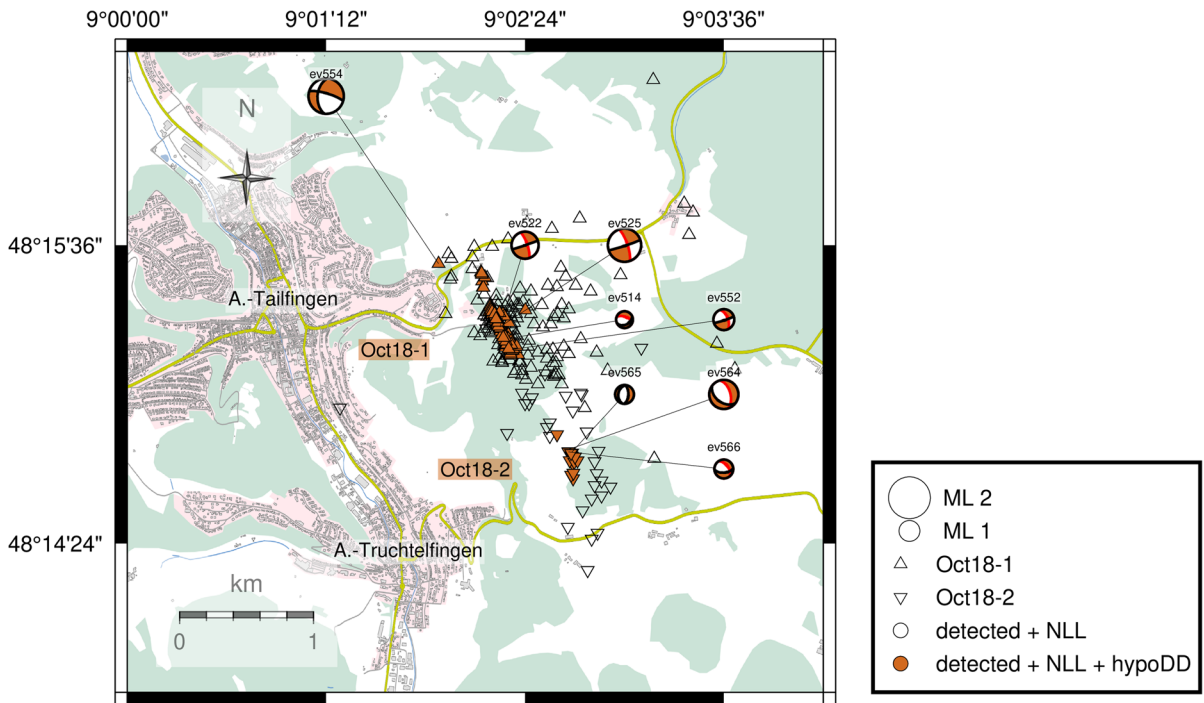 9°00'00" 9°01'12" 9°02'24" 9°03'36"
ev554
N
ev522 ev525
48°15'36"
A.-Tailfingen
ev514 ev552
Oct18-1
ev565 ev564
ev566
Oct18-2
48°14'24"
A.-Truchtelfingen
km
0 1
ML 2
ML 1
Oct18-1
Oct18-2
detected + NLL
detected + NLL + hypoDD